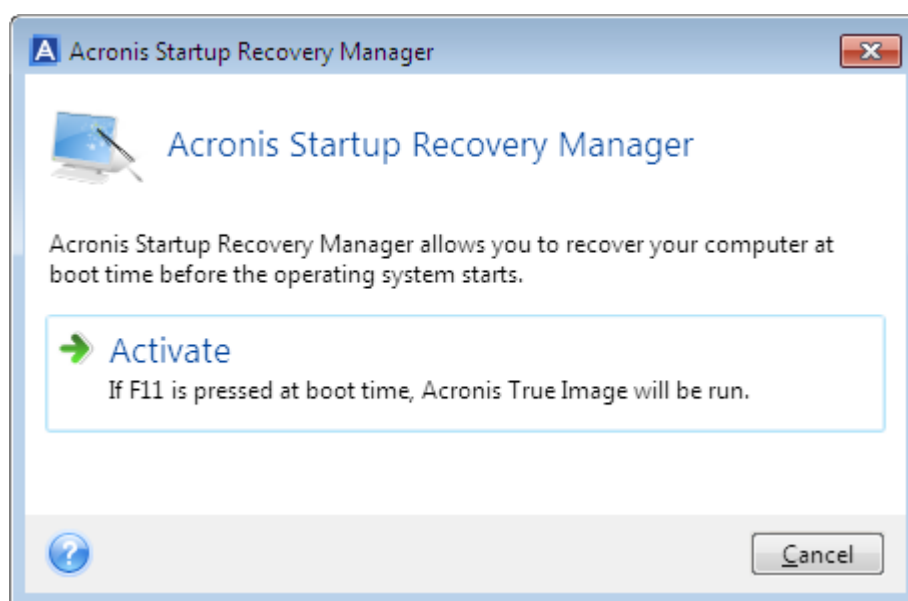 Acronis Startup Recovery Manager
Acronis Startup Recovery Manager
Acronis Startup Recovery Manager allows you to recover your computer at
boot time before the operating system starts.
Activate
If F11 is pressed at boot time, Acronis True Image will be run.
Cancel